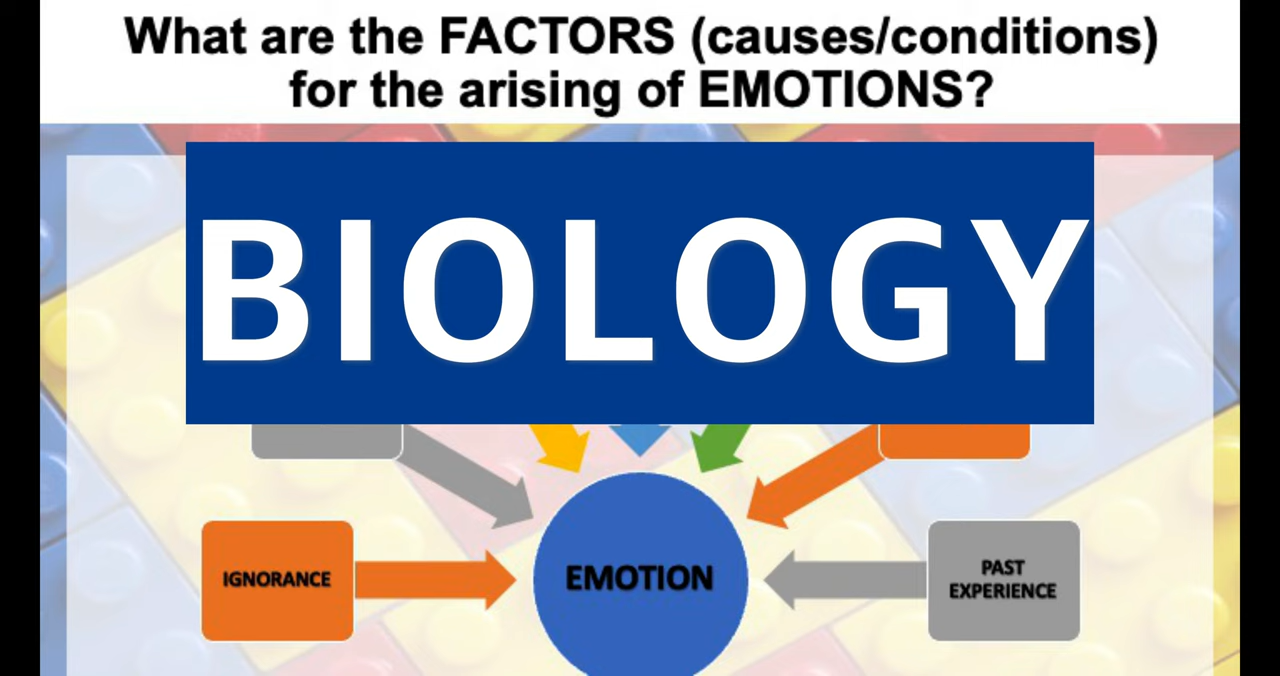 What are the FACTORS (causes/conditions)
for the arising of EMOTIONS?
BIOLOGY
IGNORANCE
EMOTION
PAST
EXPERIENCE